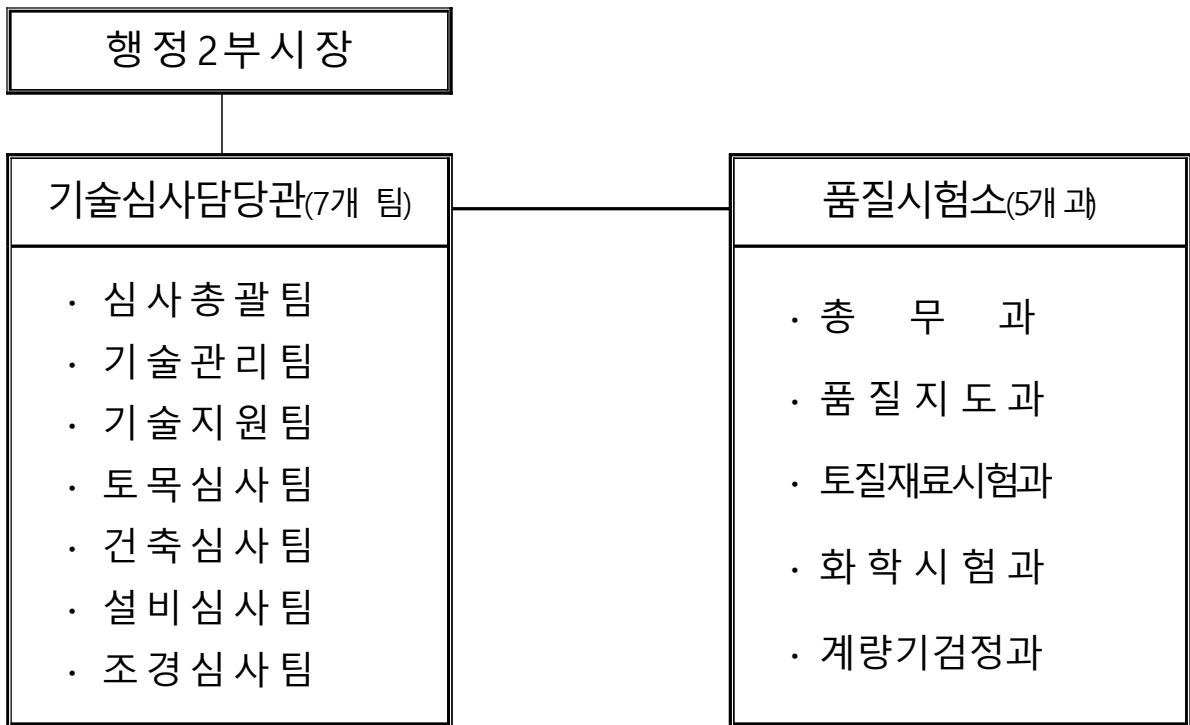 행정2부시장
기술심사담당관(7개 팀)
· 심사총괄팀
· 기술관리팀
· 기술지원팀
· 토목심사팀
· 건축심사팀
· 설비심사팀
· 조경심사팀
품질시험소(5개 과)
· 총 무 과
· 품질지도과
· 토질재료시험과
· 화학시험과
· 계량기검정과